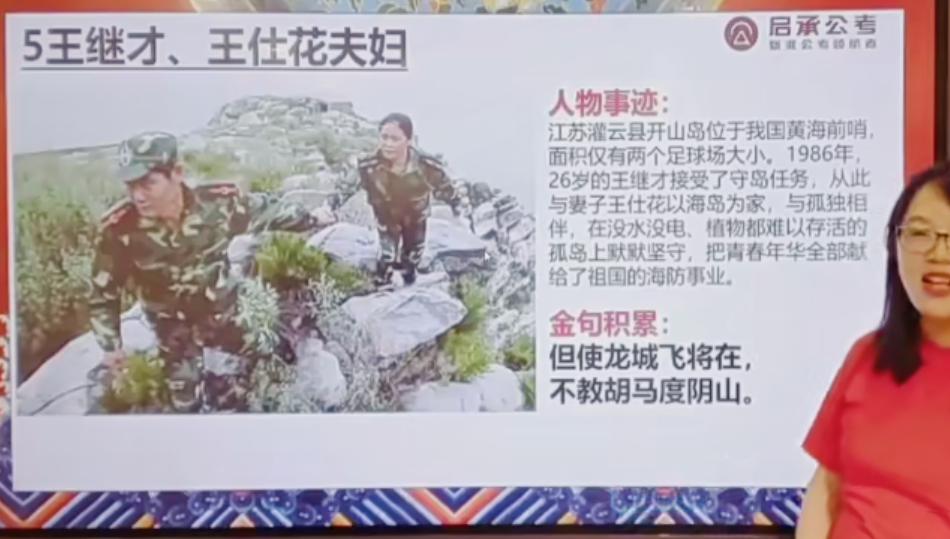 5王继才、王仕花夫妇
启承公考
人物事迹：
江苏灌云县开山岛位于我国黄海前哨，
面积仅有两个足球场大小。1986年，
26岁的王继才接受了守岛任务，从此
与妻子王仕花以海岛为家，与孤独相
伴，在没水没电、植物都难以存活的
孤岛上默默坚守，把青春年华全部献
给了祖国的海防事业。
金句积累：
但使龙城飞将在，
不教胡马度阴山。